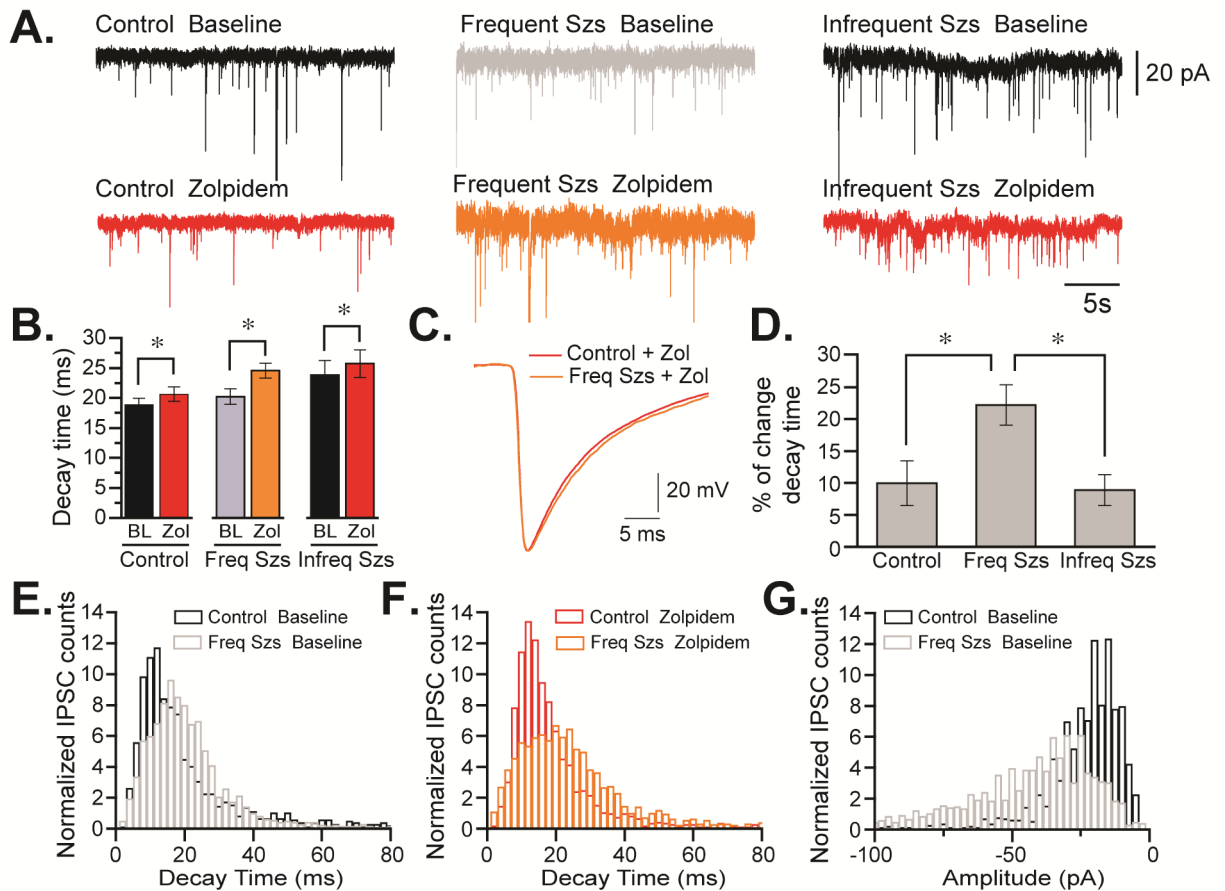 A.
Control Baseline
Frequent Szs Baseline
Infrequent Szs Baseline
20 pA
Control Zolpidem
Frequent Szs Zolpidem
Infrequent Szs Zolpidem
5s
B.
Decay time (ms)
30
25
20
15
10
05
00
*
*
*
BL Zol BL Zol BL Zol
Control Freq Szs Infreq Szs
C.
Control + Zol
Freq Szs + Zol
20 mV
5 ms
D.
% of change
decay time
30
25
20
15
10
5
0
*
*
Control Freq Szs Infreq Szs
E.
Normalized IPSC counts
14
12
10
8
6
4
2
0
Control Baseline
Freq Szs Baseline
0 20 40 60 80
Decay Time (ms)
F.
Normalized IPSC counts
14
12
10
8
6
4
2
0
Control Zolpidem
Freq Szs Zolpidem
0 20 40 60 80
Decay Time (ms)
G.
Normalized IPSC counts
14
12
10
8
6
4
2
0
Control Baseline
Freq Szs Baseline
-100 -50 0
Amplitude (pA)